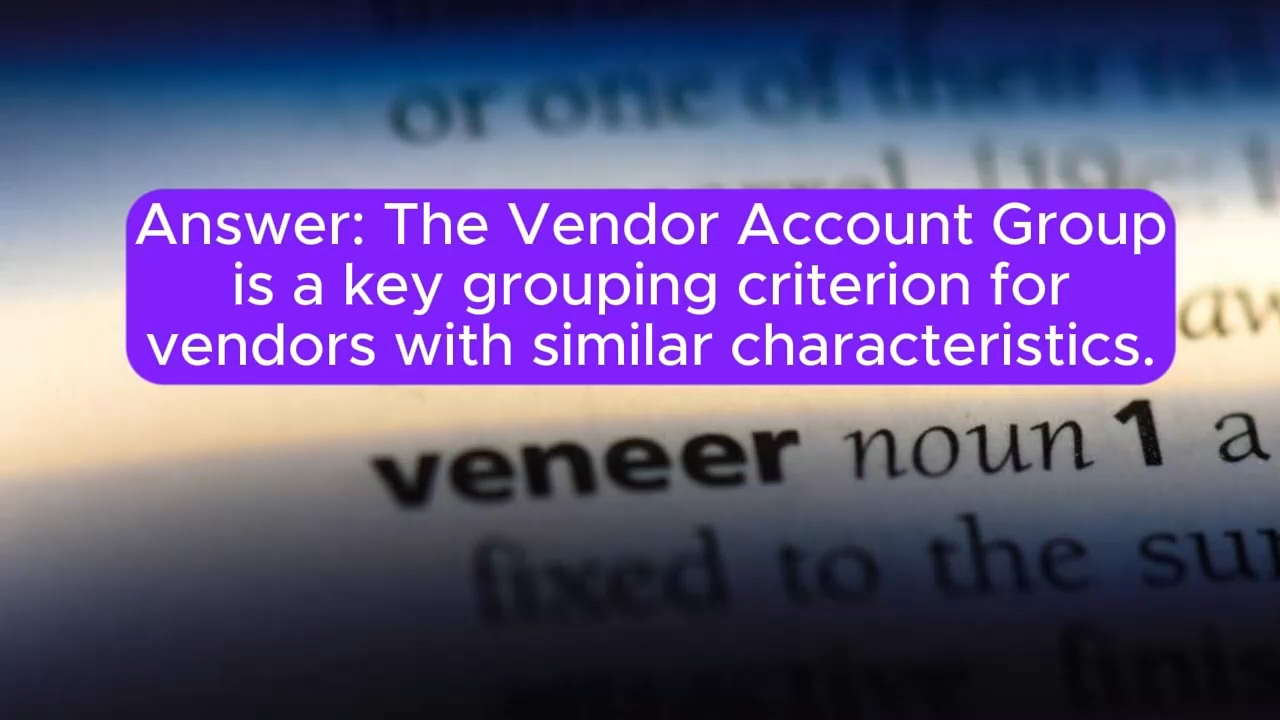 or one of their
Answer: The Vendor Account Group
is a key grouping criterion for
vendors with similar characteristics.
veneer noun 1 a
fixed to the